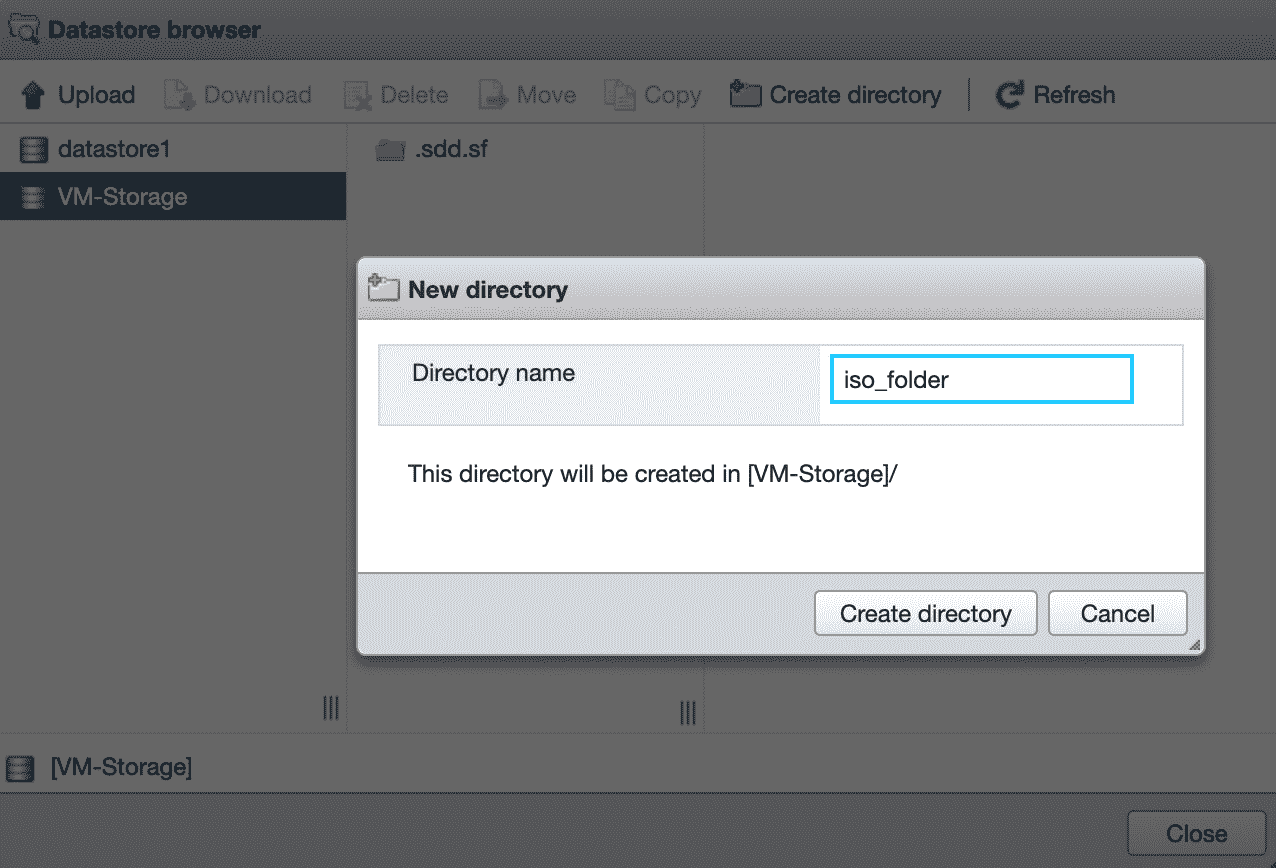 Datastore browser
Upload Download Delete Move Copy Create directory Refresh
datastore1 .sdd.sf
VM-Storage
New directory
Directory name iso_folder
This directory will be created in [VM-Storage]/
Create directory Cancel
[VM-Storage]
Close